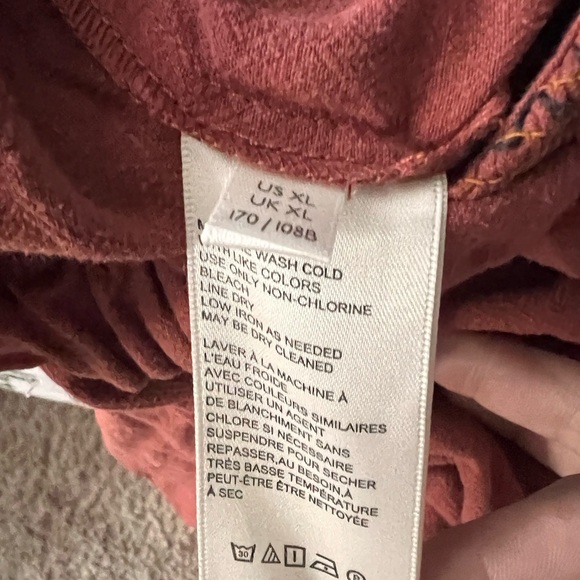 US XL
UK XL
170 / 108B
WASH COLD
WITH LIKE COLORS
USE ONLY NON-CHLORINE
BLEACH
LINE DRY
LOW IRON AS NEEDED
MAY BE DRY CLEANED
LAVER À LA MACHINE À
L'EAU FROIDE
AVEC COULEURS SIMILAIRES
UTILISER UN AGENT
DE BLANCHIMENT SANS
CHLORE SI NÉCESSAIRE
SUSPENDRE POUR SÉCHER
REPASSER,AU BESOIN,À
TRÈS BASSE TEMPÉRATURE
PEUT-ÊTRE ÊTRE NETTOYÉE
À SEC
30